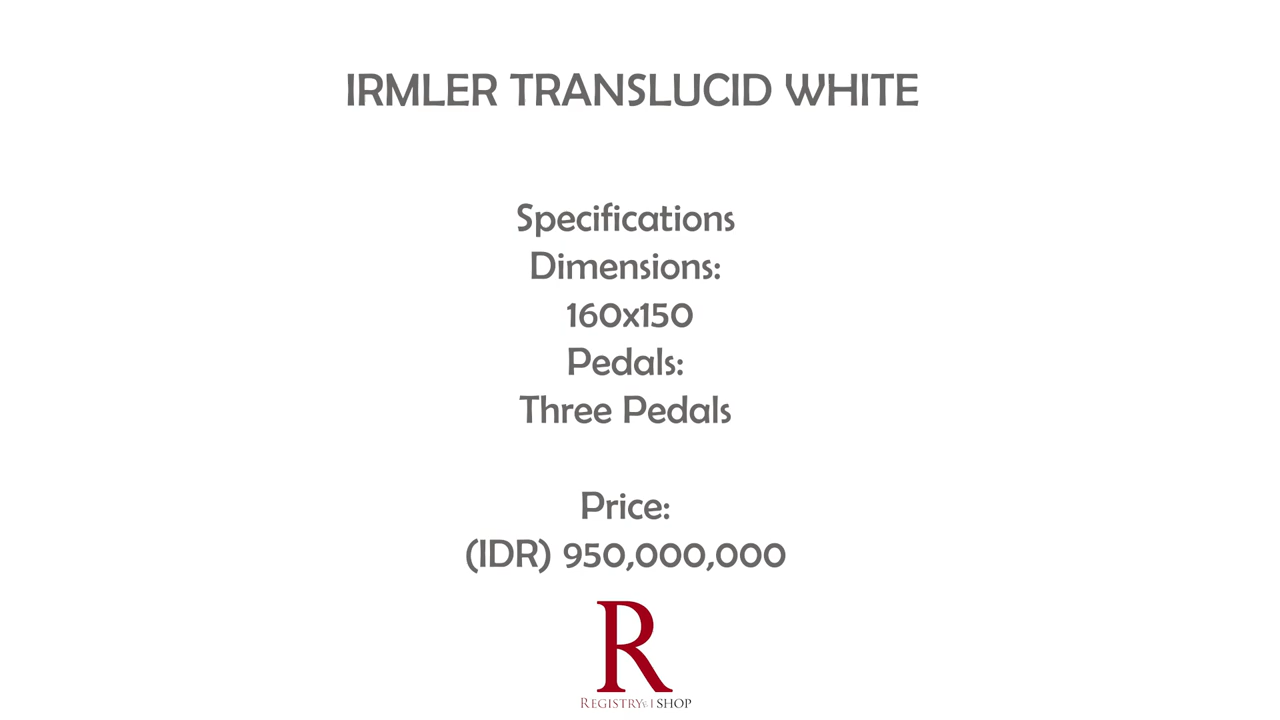 IRMLER TRANSLUCID WHITE
Specifications
Dimensions:
160x150
Pedals:
Three Pedals
Price:
(IDR) 950,000,000
R
REGISTRY | SHOP